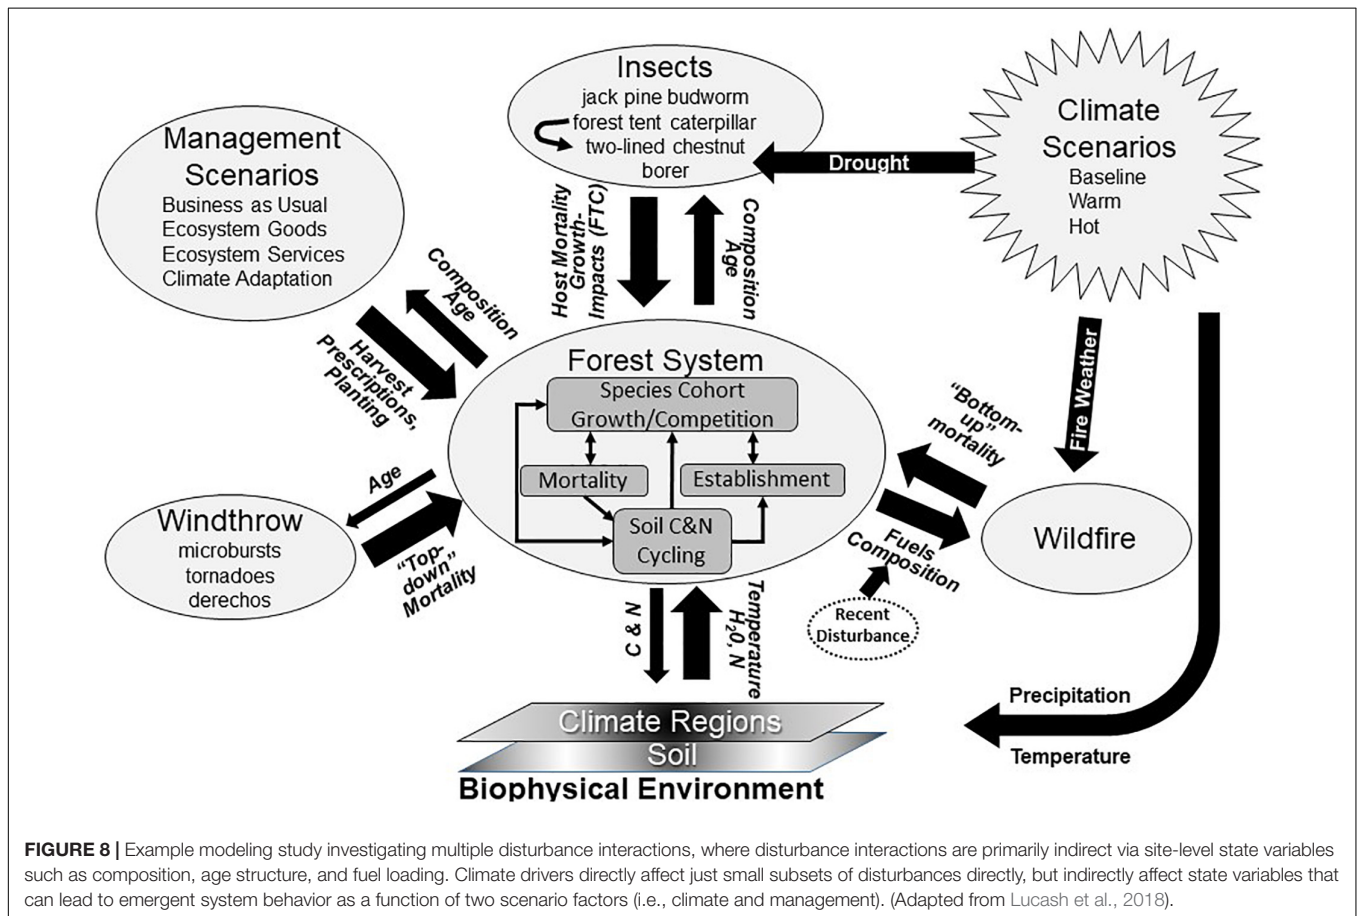 Insects
jack pine budworm
forest tent caterpillar
two-lined chestnut
borer
Climate
Scenarios
Baseline
Warm
Hot
Drought
Management
Scenarios
Business as Usual
Ecosystem Goods
Ecosystem Services
Climate Adaptation
Composition
Age
Harvest
Prescriptions,
Planting
Host Mortality
Growth-
Impacts (FTC)
Composition
Age
Forest System
Species Cohort
Growth/Competition
Mortality
Establishment
Soil C&N
Cycling
Fire Weather
"Bottom-
up"
mortality
Wildfire
Fuels
Composition
Recent
Disturbance
Age
Windthrow
microbursts
tornadoes
derechos
"Top-
down"
Mortality
C & N
Temperature
H₂0, N
Precipitation
Temperature
Climate Regions
Soil
Biophysical Environment
FIGURE 8 | Example modeling study investigating multiple disturbance interactions, where disturbance interactions are primarily indirect via site-level state variables
such as composition, age structure, and fuel loading. Climate drivers directly affect just small subsets of disturbances directly, but indirectly affect state variables that
can lead to emergent system behavior as a function of two scenario factors (i.e., climate and management). (Adapted from Lucash et al., 2018).